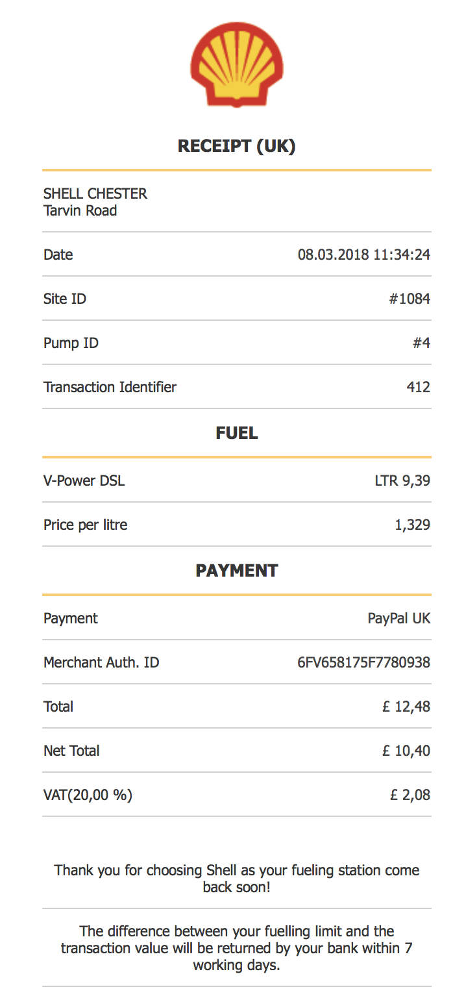 RECEIPT (UK)
SHELL CHESTER
Tarvin Road
Date 08.03.2018 11:34:24
Site ID #1084
Pump ID #4
Transaction Identifier 412
FUEL
V-Power DSL LTR 9,39
Price per litre 1,329
PAYMENT
Payment PayPal UK
Merchant Auth. ID 6FV658175F7780938
Total £ 12,48
Net Total £ 10,40
VAT(20,00 %) £ 2,08
Thank you for choosing Shell as your fueling station come
back soon!
The difference between your fuelling limit and the
transaction value will be returned by your bank within 7
working days.